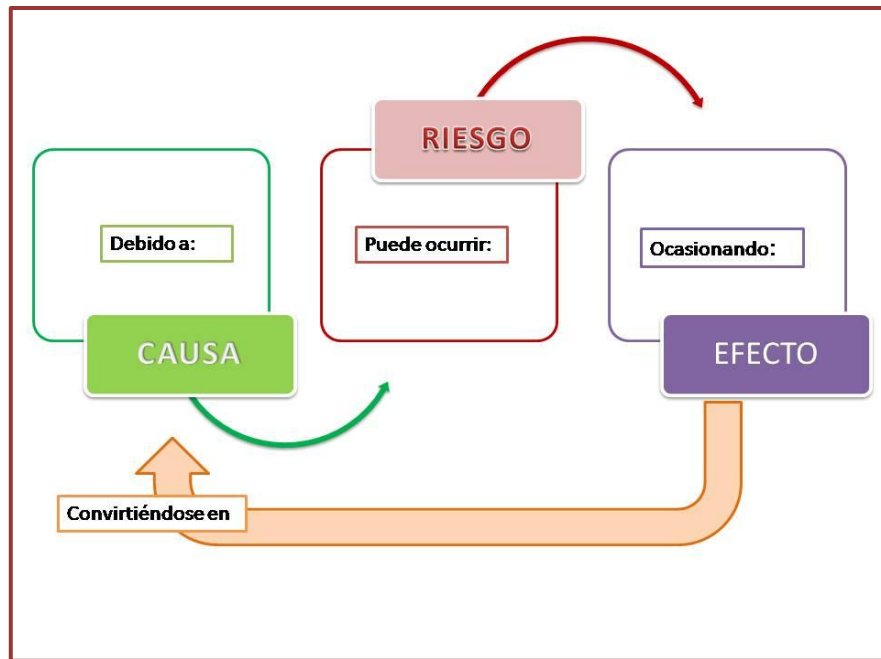 RIESGO
Debido a:
Puede ocurrir:
Ocasionando:
CAUSA
EFECTO
Convirtiéndose en